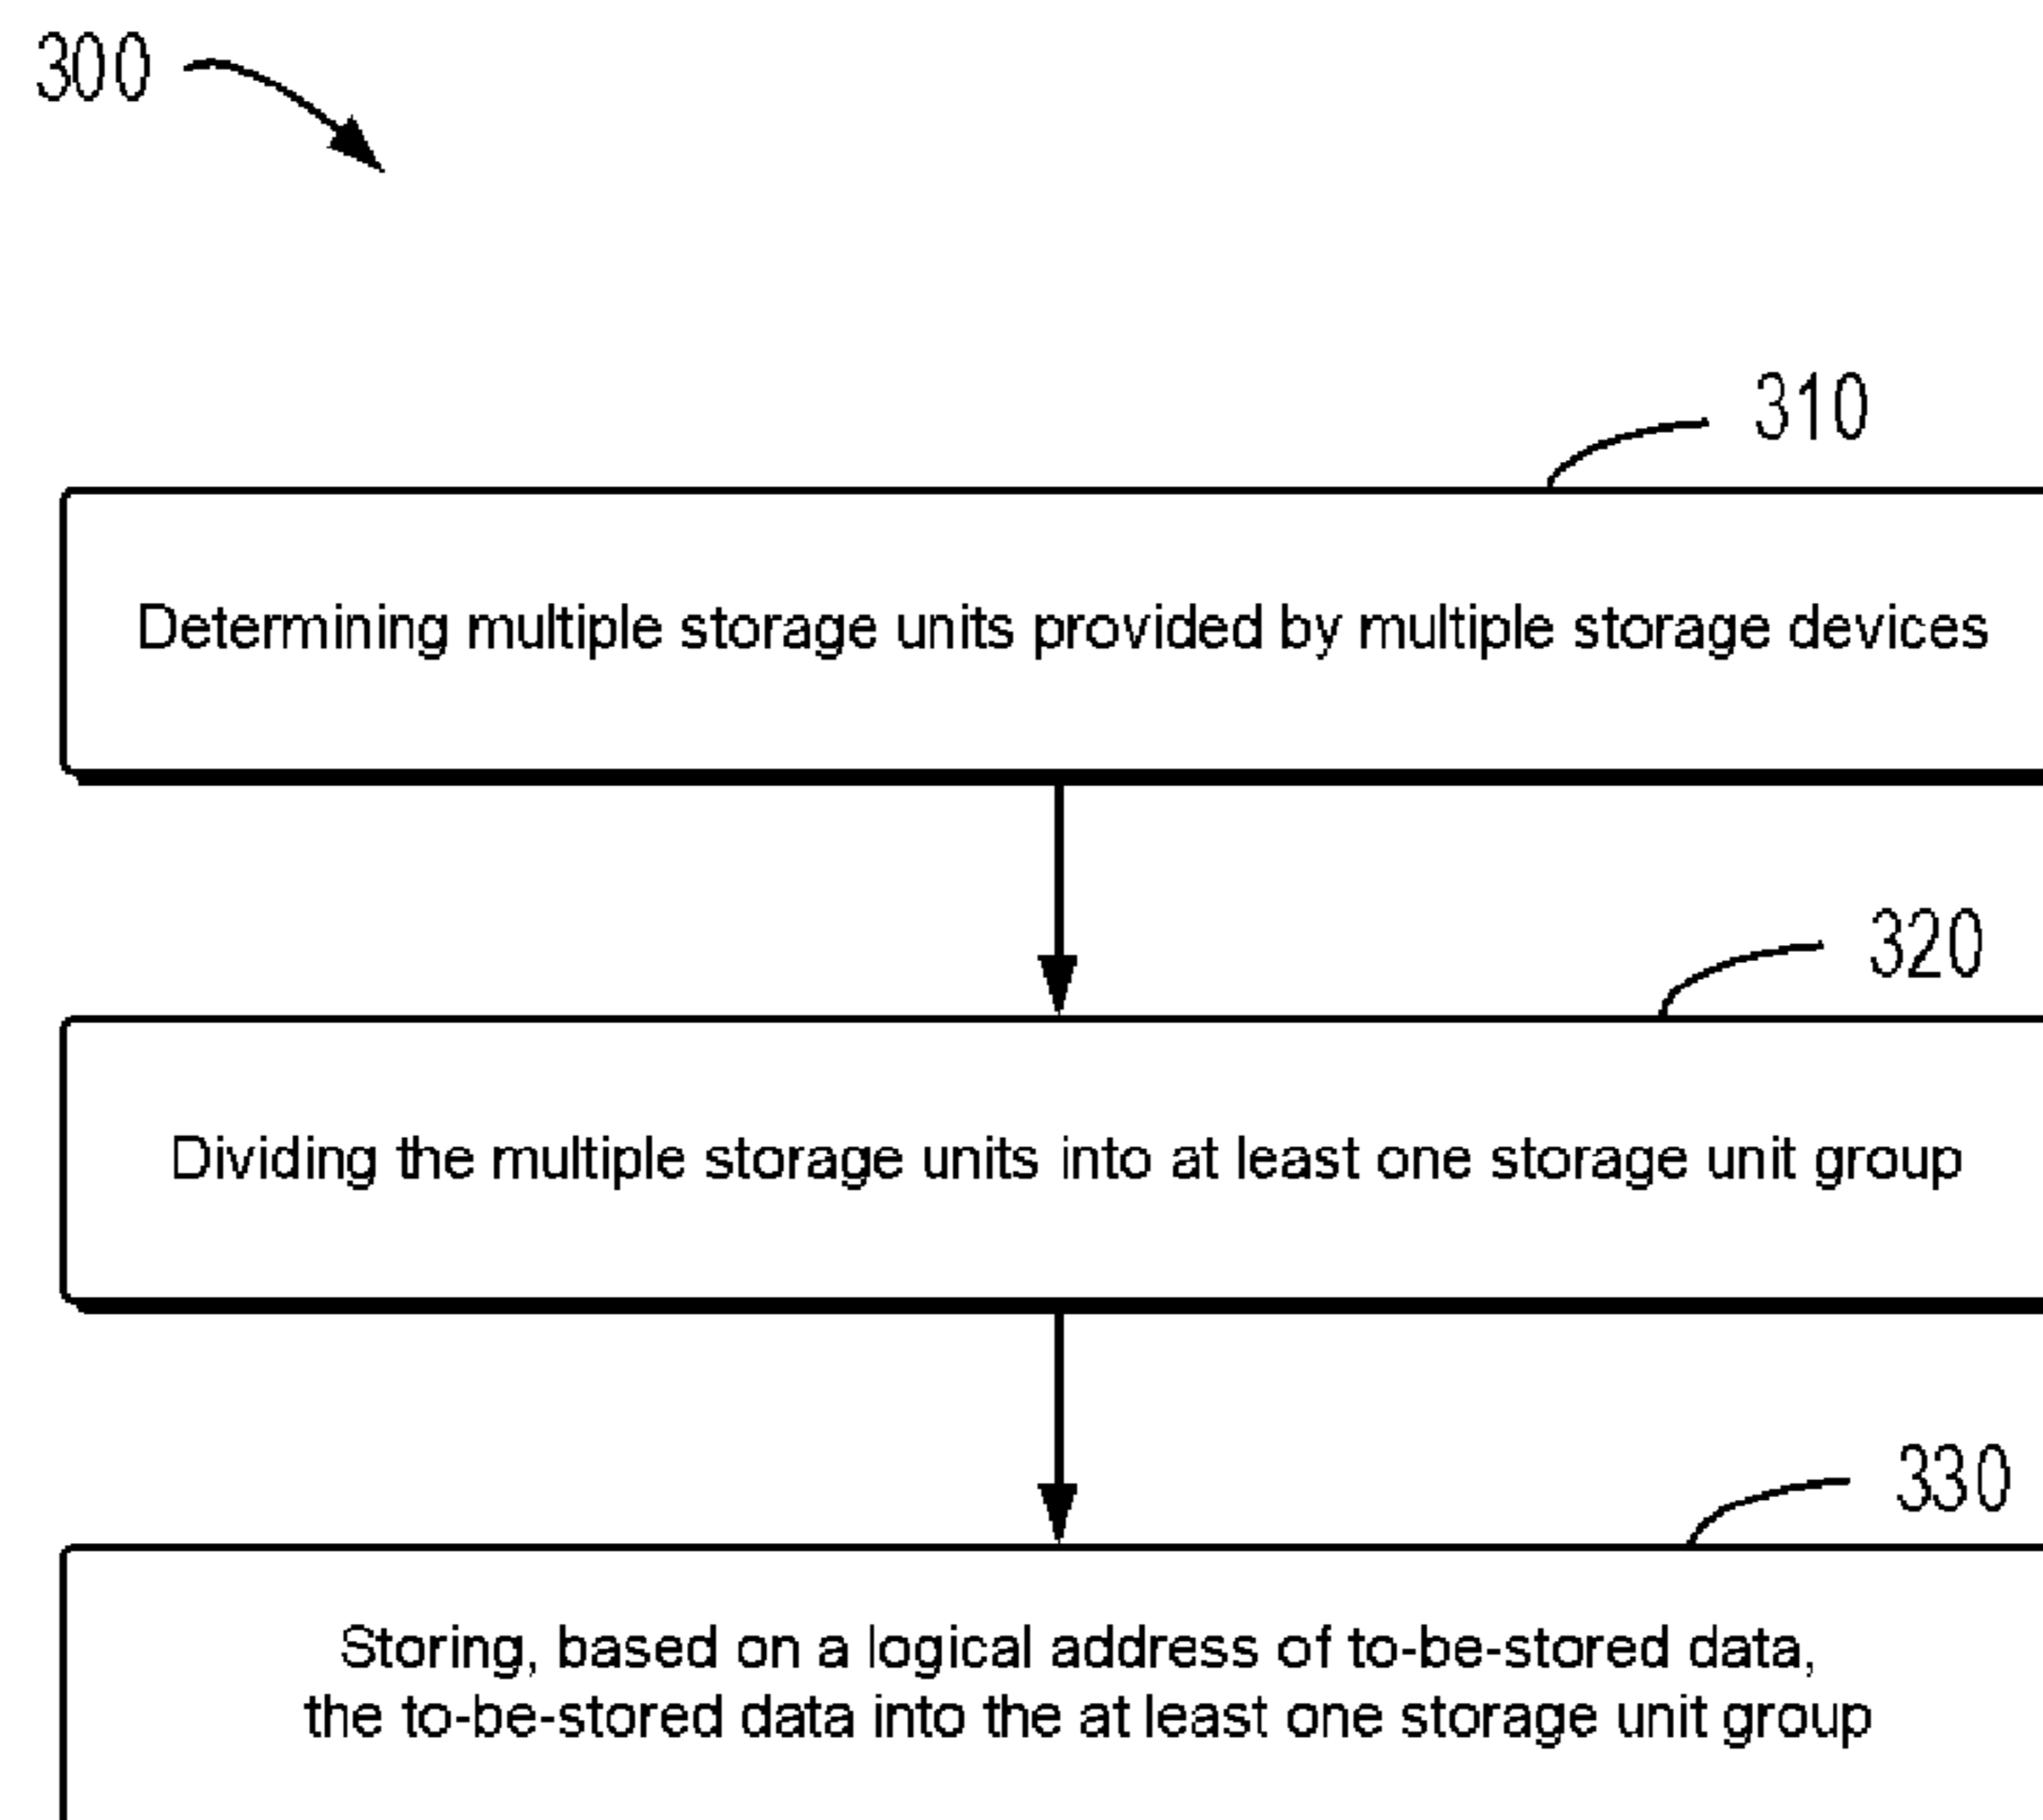 300
310
Determining multiple storage units provided by multiple storage devices
320
Dividing the multiple storage units into at least one storage unit group
330
Storing, based on a logical address of to-be-stored data,
the to-be-stored data into the at least one storage unit group